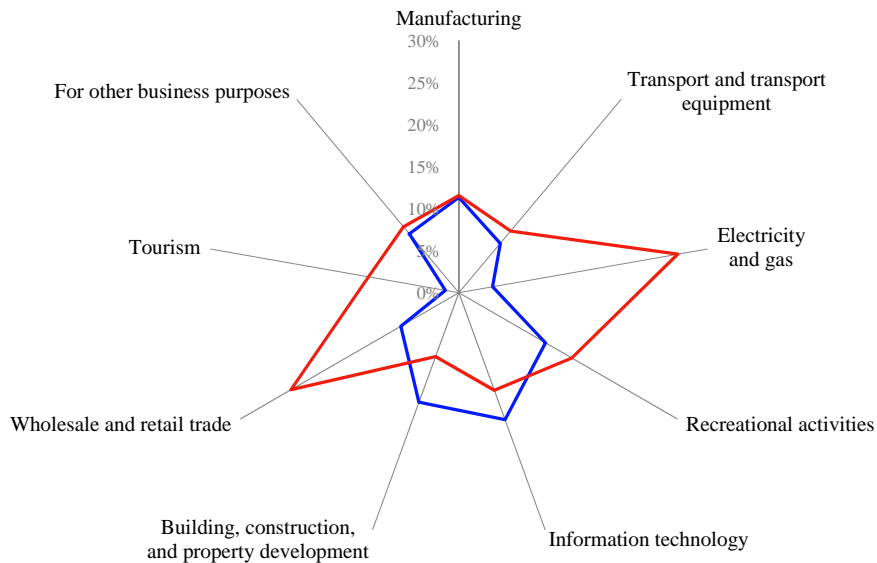 Manufacturing
30%
25%
20%
15%
10%
5%
0%
Transport and transport
equipment
Electricity
and gas
Recreational activities
Information technology
Building, construction,
and property development
Wholesale and retail trade
Tourism
For other business purposes